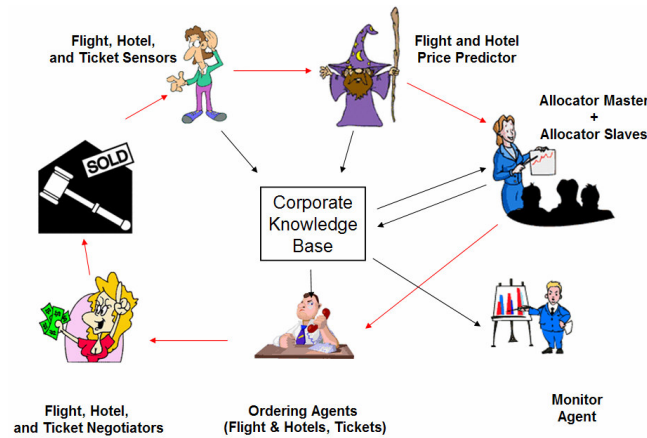 Flight, Hotel,
and Ticket Sensors
Flight and Hotel
Price Predictor
Allocator Master
+
Allocator Slaves
SOLD
Corporate
Knowledge
Base
Flight, Hotel,
and Ticket Negotiators
Ordering Agents
(Flight & Hotels, Tickets)
Monitor
Agent